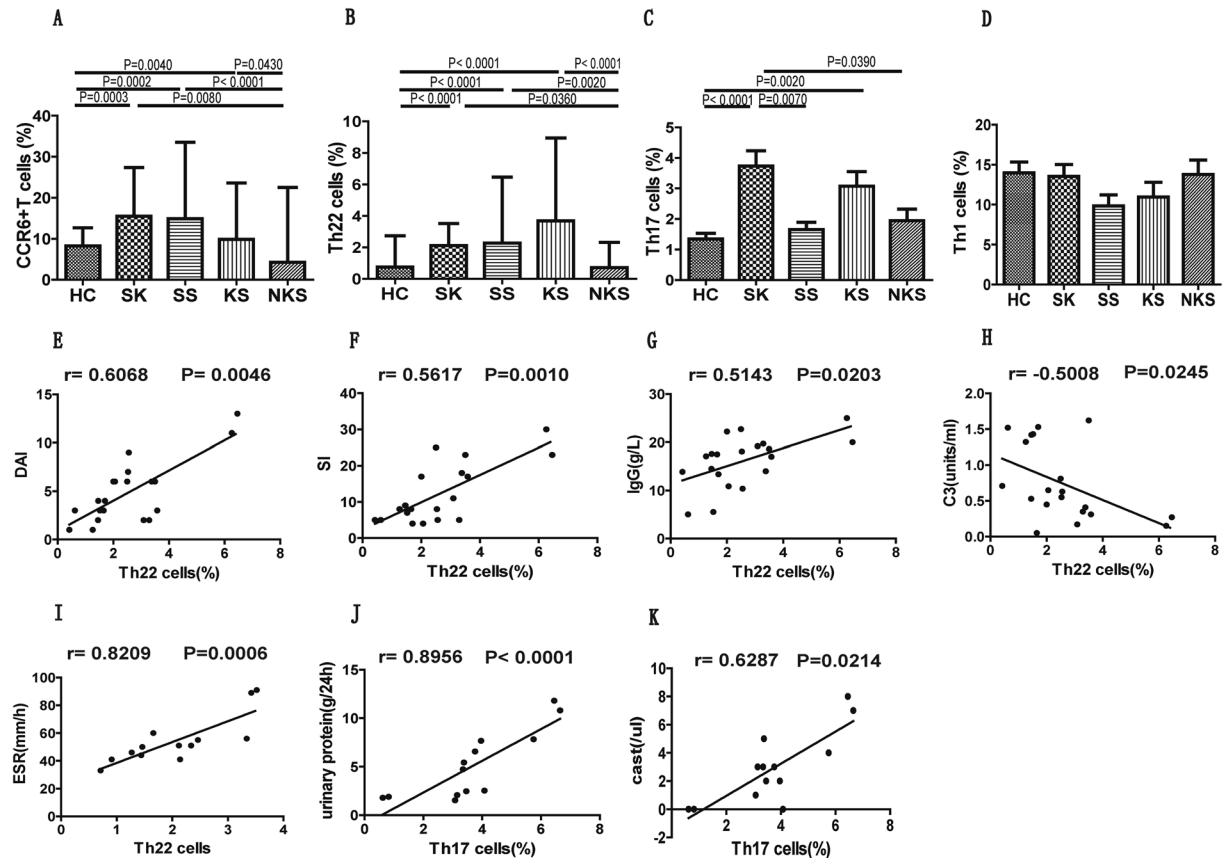 A
P=0.0040 P=0.0430
P=0.0002 P< 0.0001
P=0.0003 P=0.0080
CCR6+T cells (%)
40
30
20
10
0
HC SK SS KS NKS
B
P< 0.0001 P< 0.0001
P< 0.0001 P=0.0020
P< 0.0001 P=0.0360
Th22 cells (%)
10
8
6
4
2
0
HC SK SS KS NKS
C
P=0.0390
P=0.0020
P< 0.0001 P=0.0070
Th17 cells (%)
5
4
3
2
1
0
HC SK SS KS NKS
D
Th1 cells (%)
20
15
10
5
0
HC SK SS KS NKS
E
r= 0.6068 P= 0.0046
DAI
15
10
5
0
0 2 4 6 8
Th22 cells(%)
F
r= 0.5617 P=0.0010
SI
40
30
20
10
0
0 2 4 6 8
Th22 cells(%)
G
r= 0.5143 P=0.0203
IgG(g/L)
30
20
10
0
0 2 4 6 8
Th22 cells(%)
H
r= -0.5008 P=0.0245
C3(units/ml)
2.0
1.5
1.0
0.5
0.0
0 2 4 6 8
Th22 cells(%)
I
r= 0.8209 P=0.0006
ESR(mm/h)
100
80
60
40
20
0
0 1 2 3 4
Th22 cells
J
r= 0.8956 P< 0.0001
urinary protein(g/24h)
15
10
5
0
0 2 4 6 8
Th17 cells(%)
K
r= 0.6287 P=0.0214
cast(/ul)
10
8
6
4
2
0
-2
2 4 6 8
Th17 cells(%)